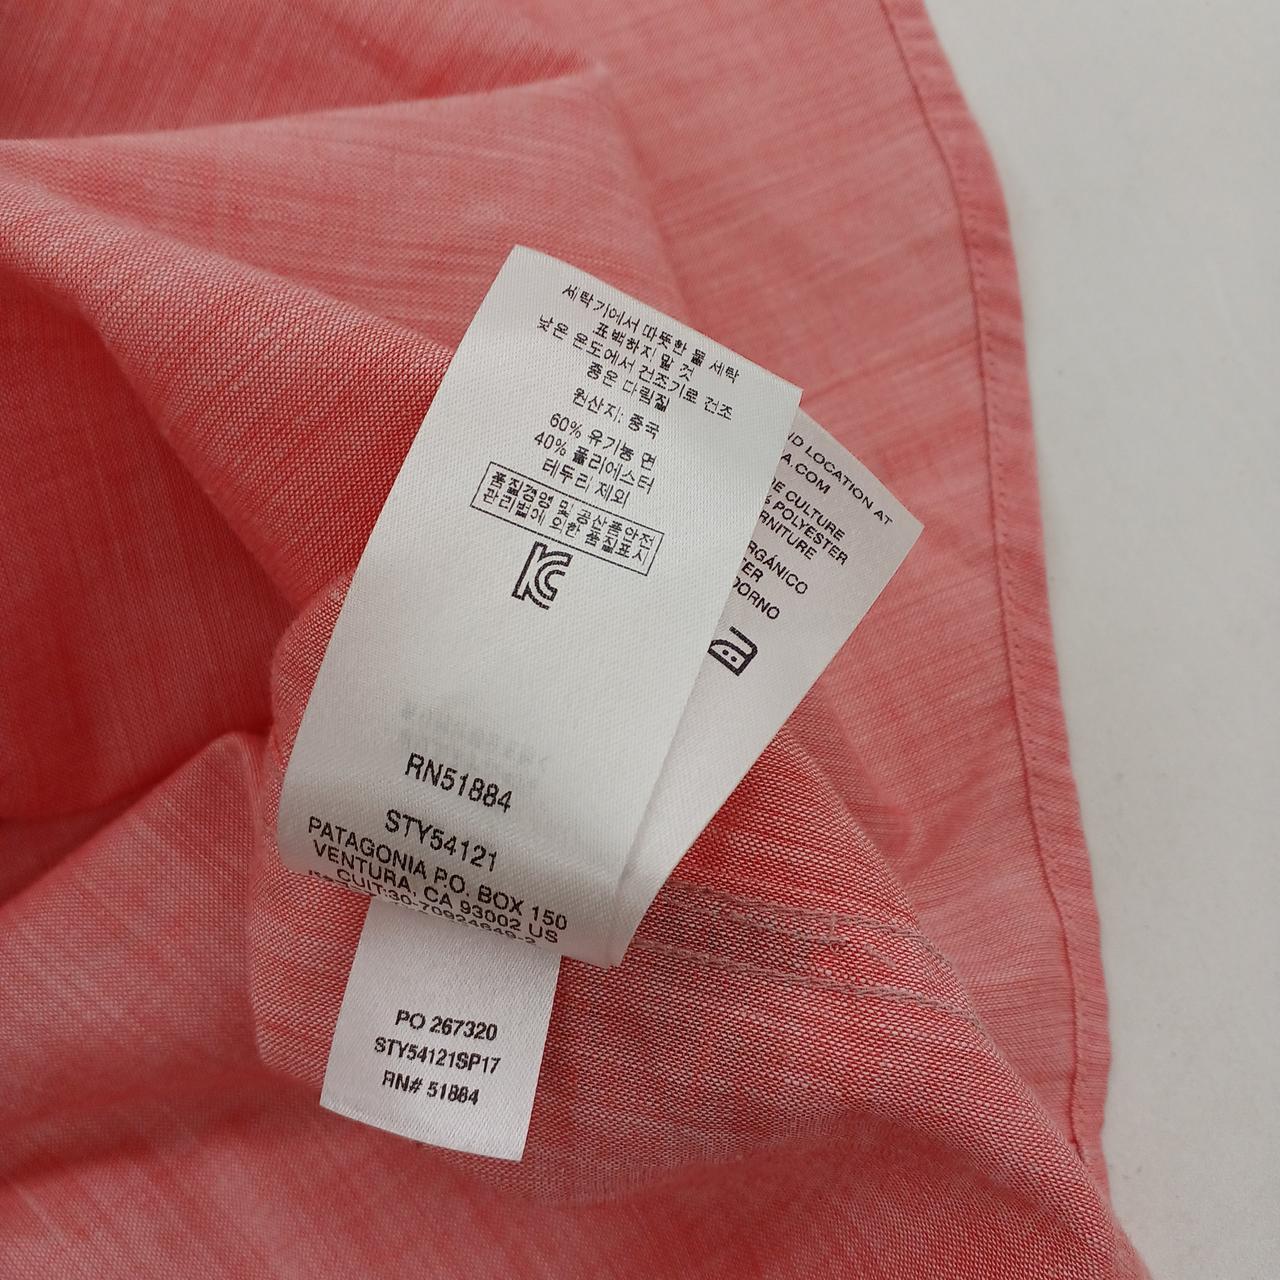 세탁기에서 따뜻한 물 세탁
표백하지 말 것
낮은 온도에서 건조기로 건조
중온 다림질
원산지: 중국
60% 유기농 면
40% 폴리에스터
테두리 제외
품질경영 및 공산품안전
관리법에 의한 품질표시
RN51884
STY54121
PATAGONIA P.O. BOX 150
VENTURA, CA 93002 US
CUIT:30-70924649-2
LOCATION AT
.COM
CULTURE
POLYESTER
PO 267320
STY54121SP17
RN# 51884